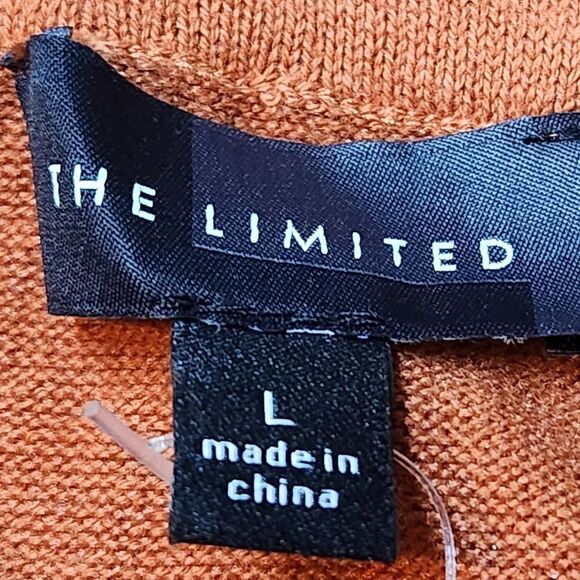 THE LIMITED
L
made in
china